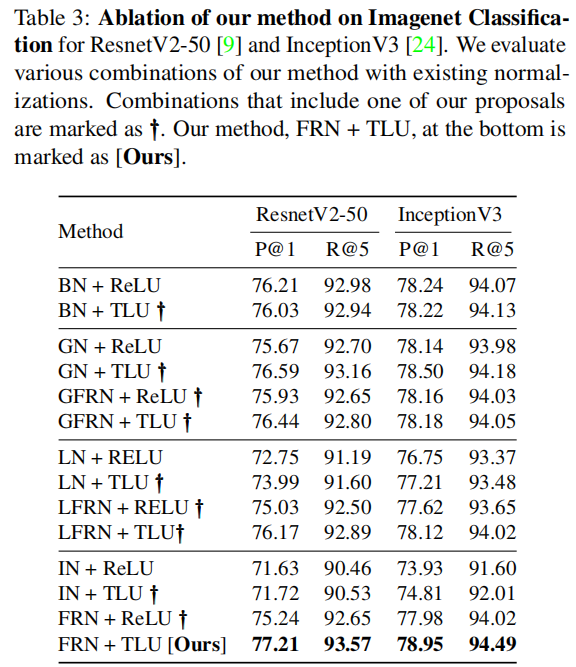 Table 3: Ablation of our method on Imagenet Classifica-
tion for ResnetV2-50 [9] and InceptionV3 [24]. We evaluate
various combinations of our method with existing normal-
izations. Combinations that include one of our proposals
are marked as †. Our method, FRN + TLU, at the bottom is
marked as [Ours].
Method ResnetV2-50 InceptionV3
P@1 R@5 P@1 R@5
BN + ReLU 76.21 92.98 78.24 94.07
BN + TLU † 76.03 92.94 78.22 94.13
GN + ReLU 75.67 92.70 78.14 93.98
GN + TLU † 76.59 93.16 78.50 94.18
GFRN + ReLU † 75.93 92.65 78.16 94.03
GFRN + TLU † 76.44 92.80 78.18 94.05
LN + RELU 72.75 91.19 76.75 93.37
LN + TLU † 73.99 91.60 77.21 93.48
LFRN + RELU † 75.03 92.50 77.62 93.65
LFRN + TLU† 76.17 92.89 78.12 94.02
IN + ReLU 71.63 90.46 73.93 91.60
IN + TLU † 71.72 90.53 74.81 92.01
FRN + ReLU † 75.24 92.65 77.98 94.02
FRN + TLU [Ours] 77.21 93.57 78.95 94.49